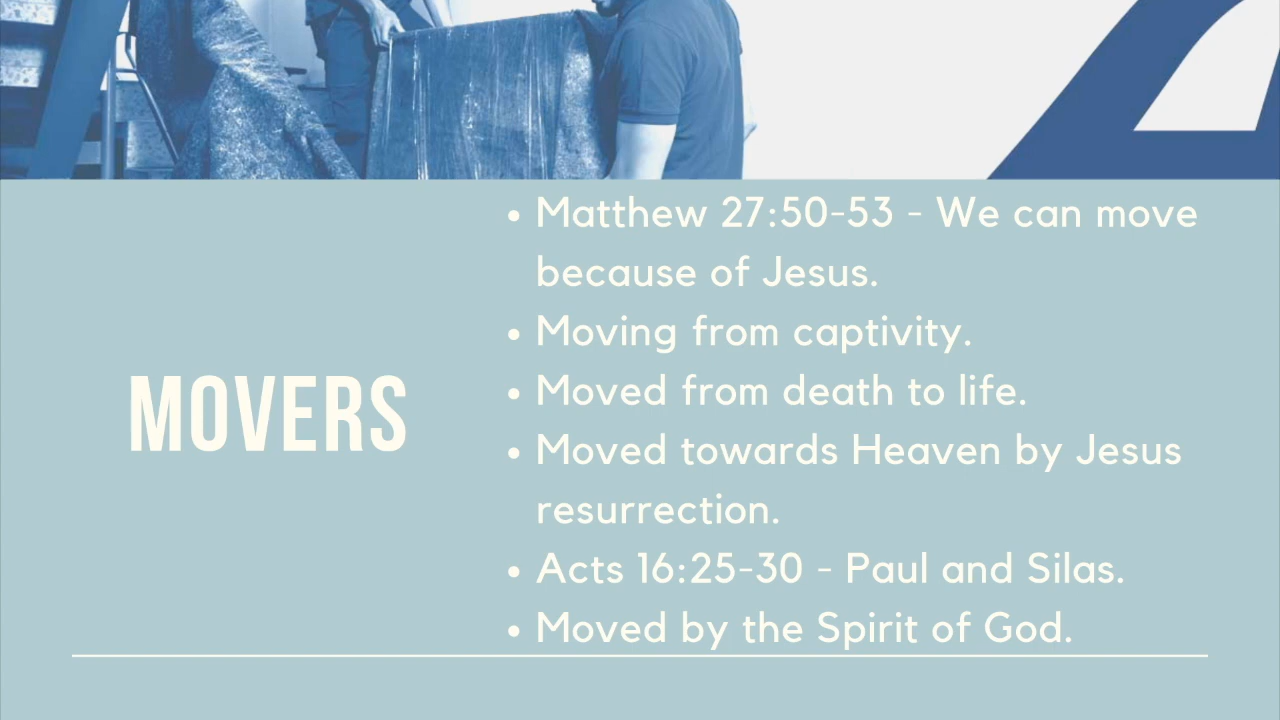 MOVERS
• Matthew 27:50-53 - We can move
because of Jesus.
• Moving from captivity.
• Moved from death to life.
• Moved towards Heaven by Jesus
resurrection.
• Acts 16:25-30 - Paul and Silas.
• Moved by the Spirit of God.